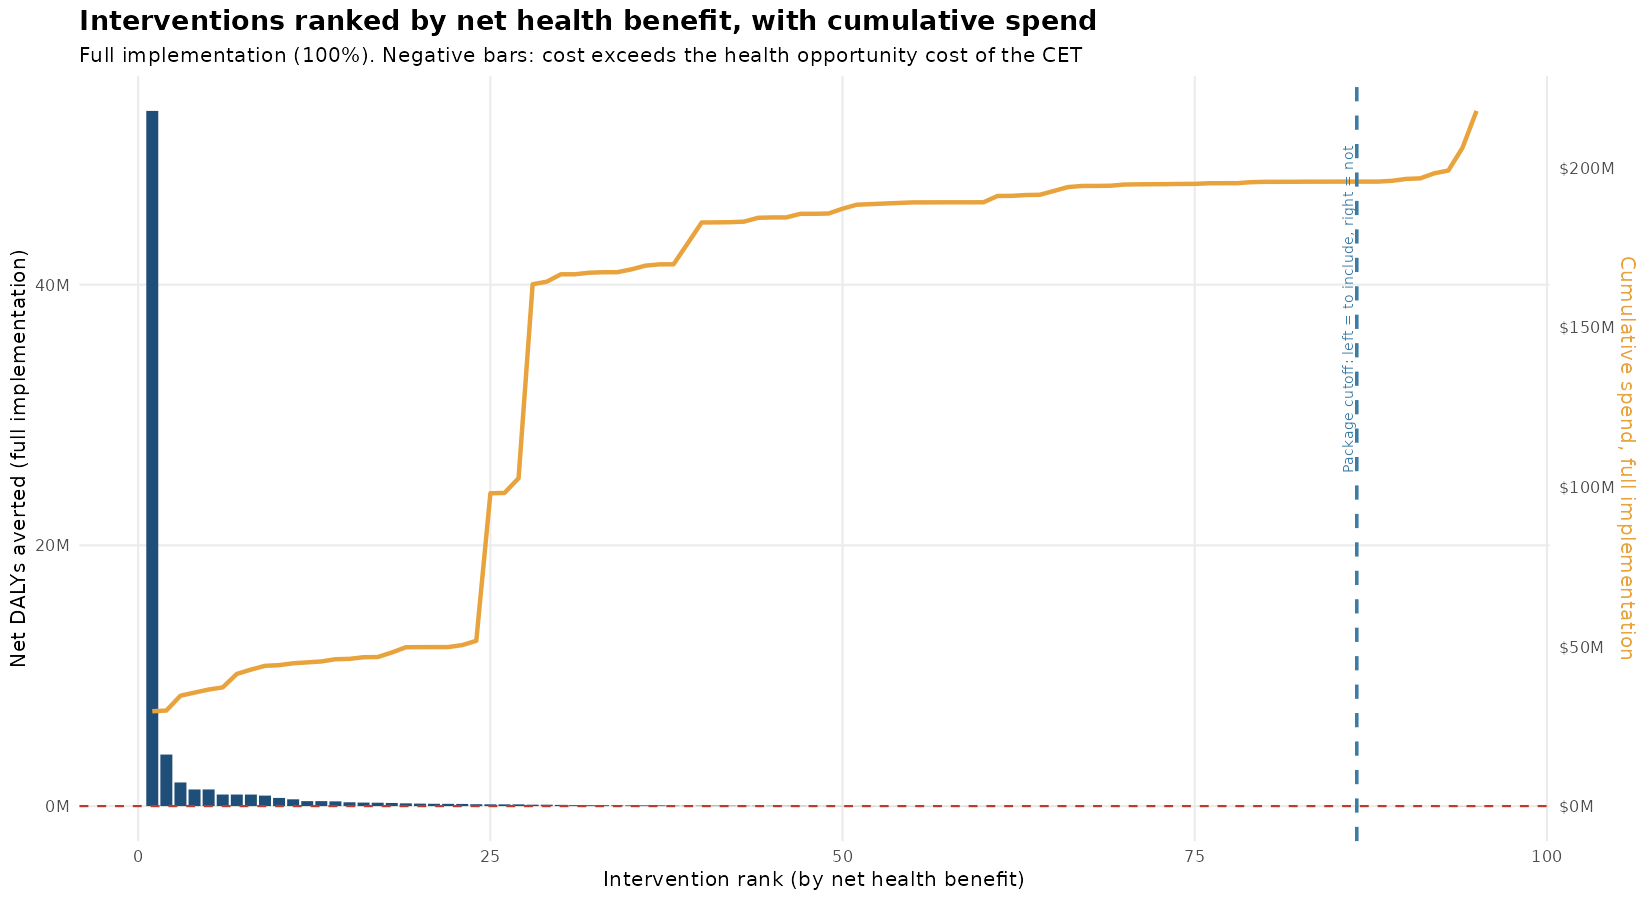 Interventions ranked by net health benefit, with cumulative spend
Full implementation (100%). Negative bars: cost exceeds the health opportunity cost of the CET
Net DALYs averted (full implementation)
40M
20M
0M
Package cutoff: left = to include, right = not
$200M
$150M
$100M
$50M
$0M
Cumulative spend, full implementation
0
25
50
75
100
Intervention rank (by net health benefit)